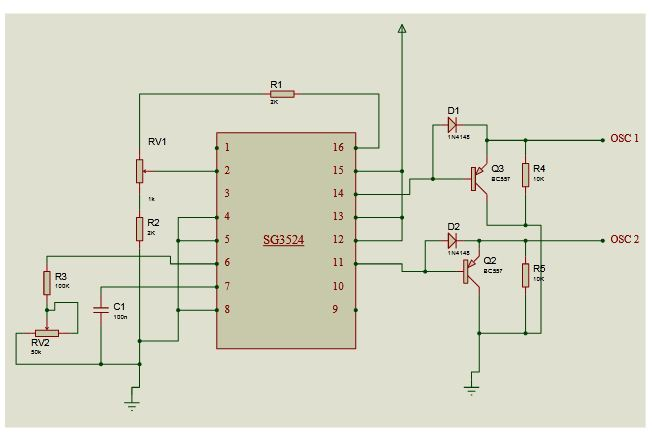 R1
2K
D1
1N4148
OSC 1
RV1
1k
1
2
3
4
5
6
7
8
16
15
14
13
12
11
10
9
SG3524
Q3
BC557
R4
10K
R2
2K
D2
1N4148
OSC 2
Q2
BC557
R5
10K
R3
100K
C1
100n
RV2
50k